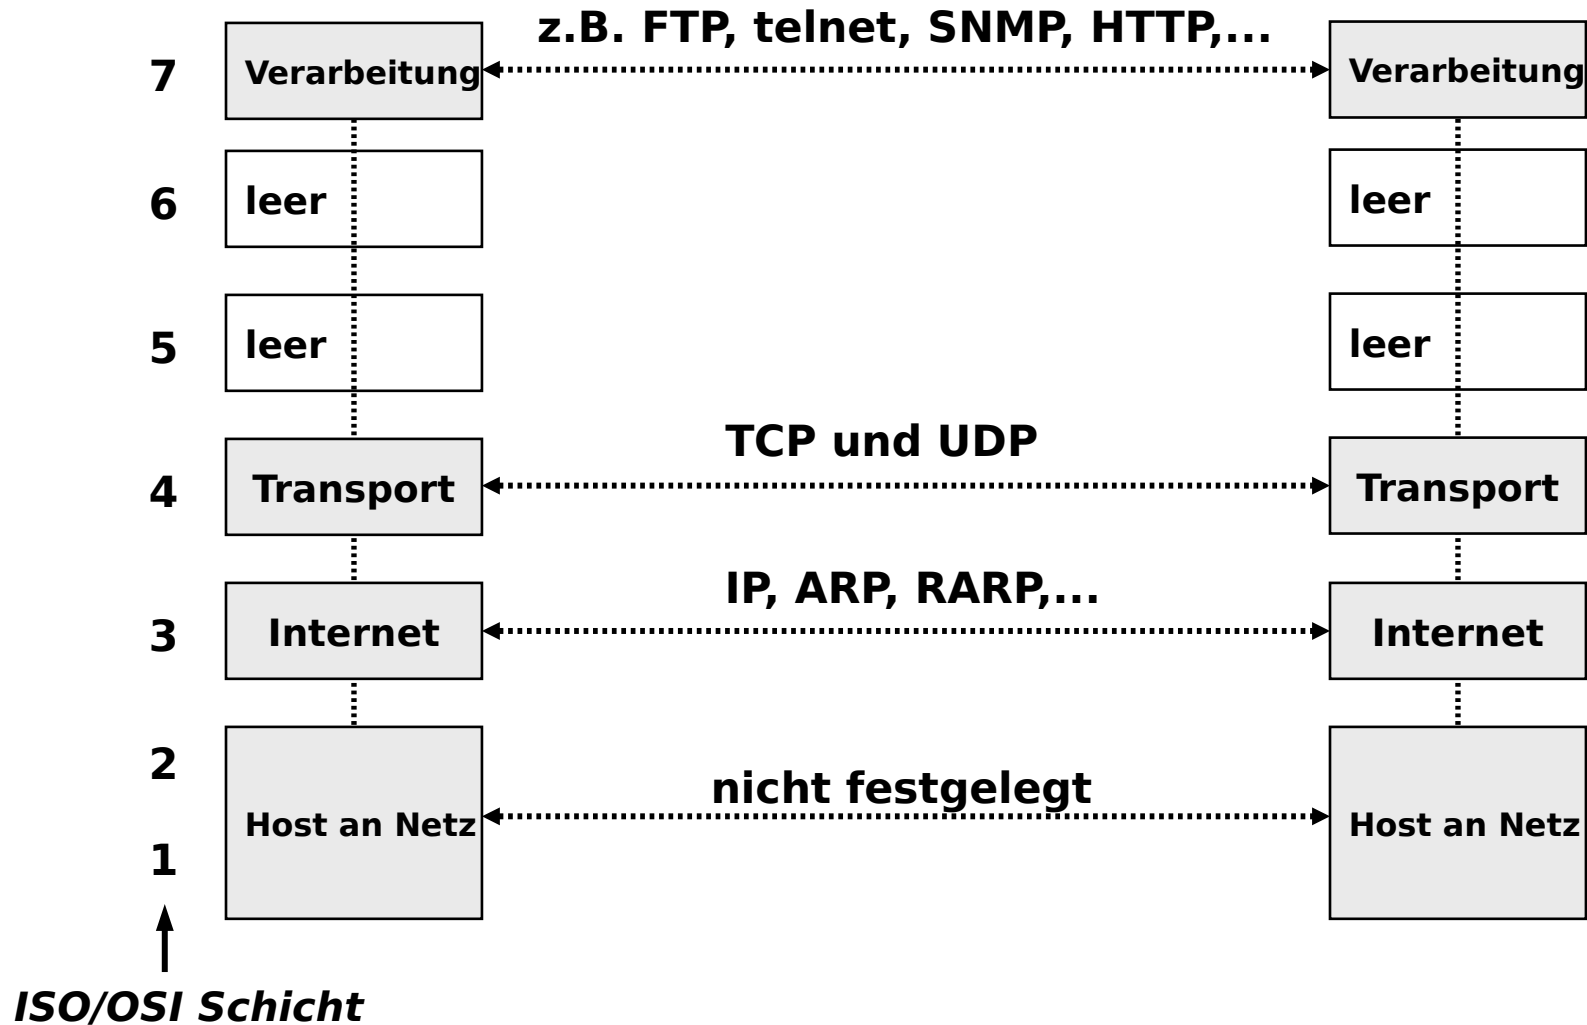 z.B. FTP, telnet, SNMP, HTTP,...
7
Verarbeitung
Verarbeitung
6
leer
leer
5
leer
leer
TCP und UDP
4
Transport
Transport
IP, ARP, RARP,...
3
Internet
Internet
2
nicht festgelegt
Host an Netz
Host an Netz
1
ISO/OSI Schicht